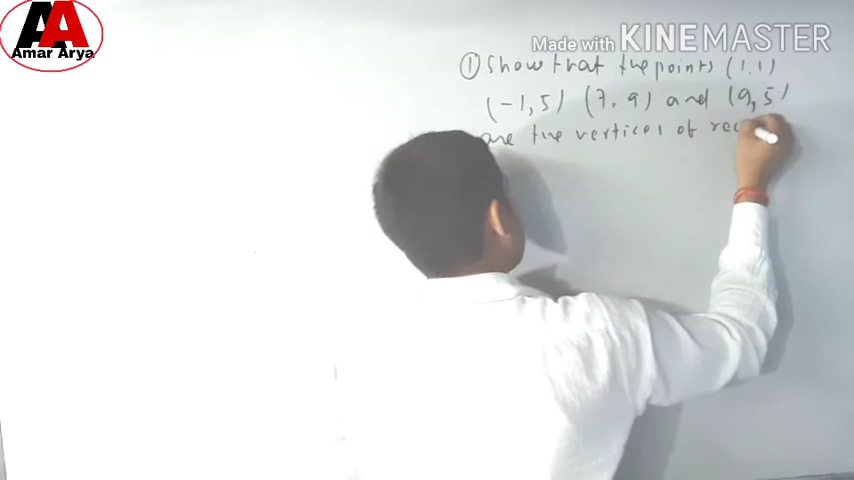 AA
Amar Arya
Made with KINEMASTER
① Show that the points (1.1)
(-1,5) (7.9) and (9,5)
are the vertices of rec